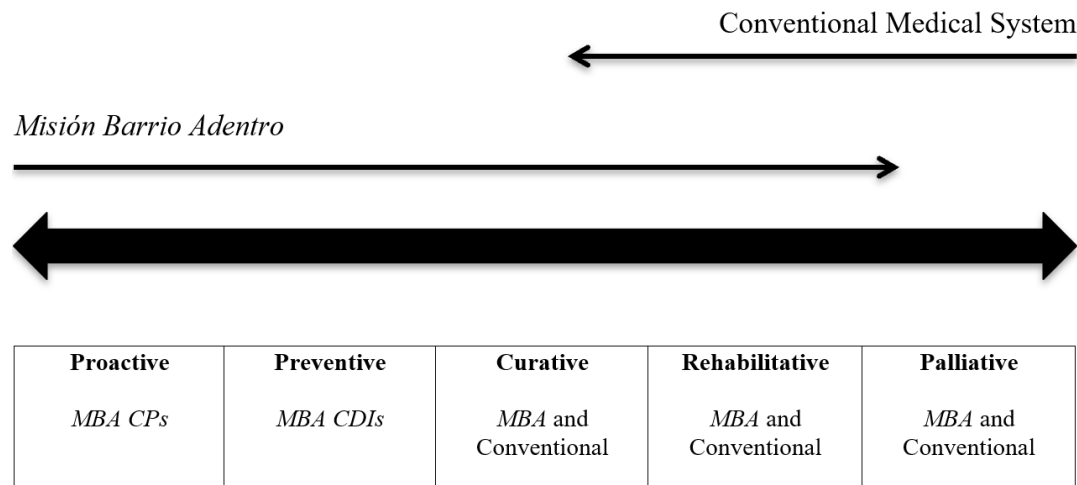 Conventional Medical System
Misión Barrio Adentro
Proactive
MBA CPs
Preventive
MBA CDIs
Curative
MBA and
Conventional
Rehabilitative
MBA and
Conventional
Palliative
MBA and
Conventional